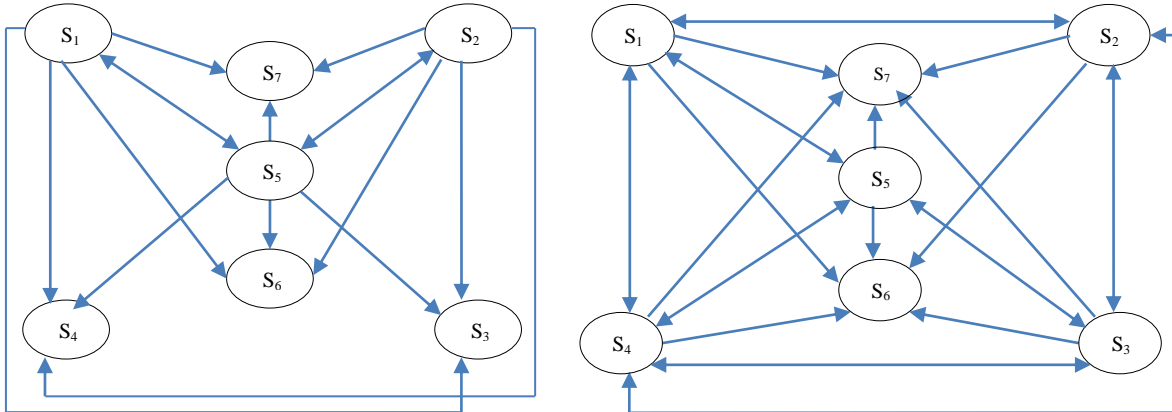 S₁ S₂ S₁ S₂
S₇ S₇
S₅ S₅
S₆ S₆
S₄ S₃ S₄ S₃